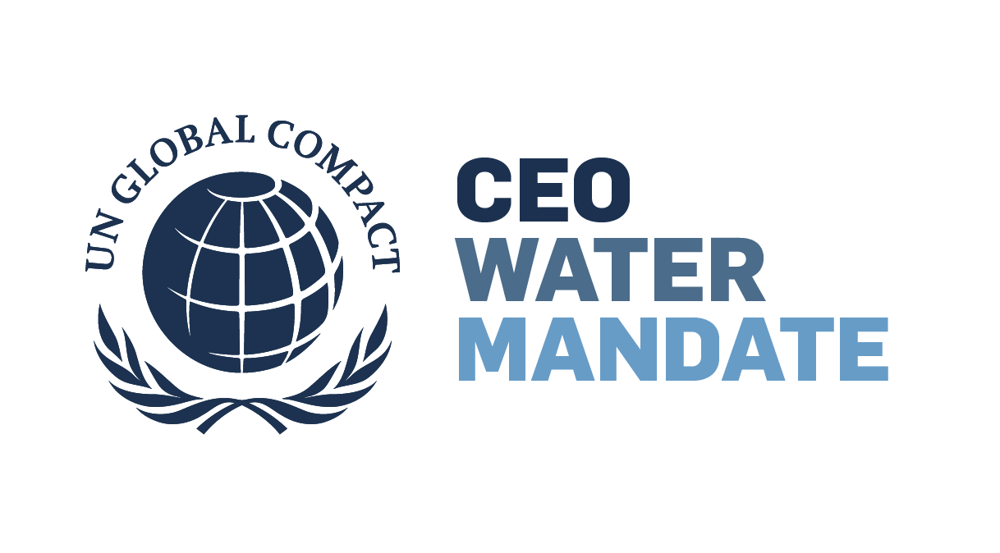 UN GLOBAL COMPACT
CEO
WATER
MANDATE